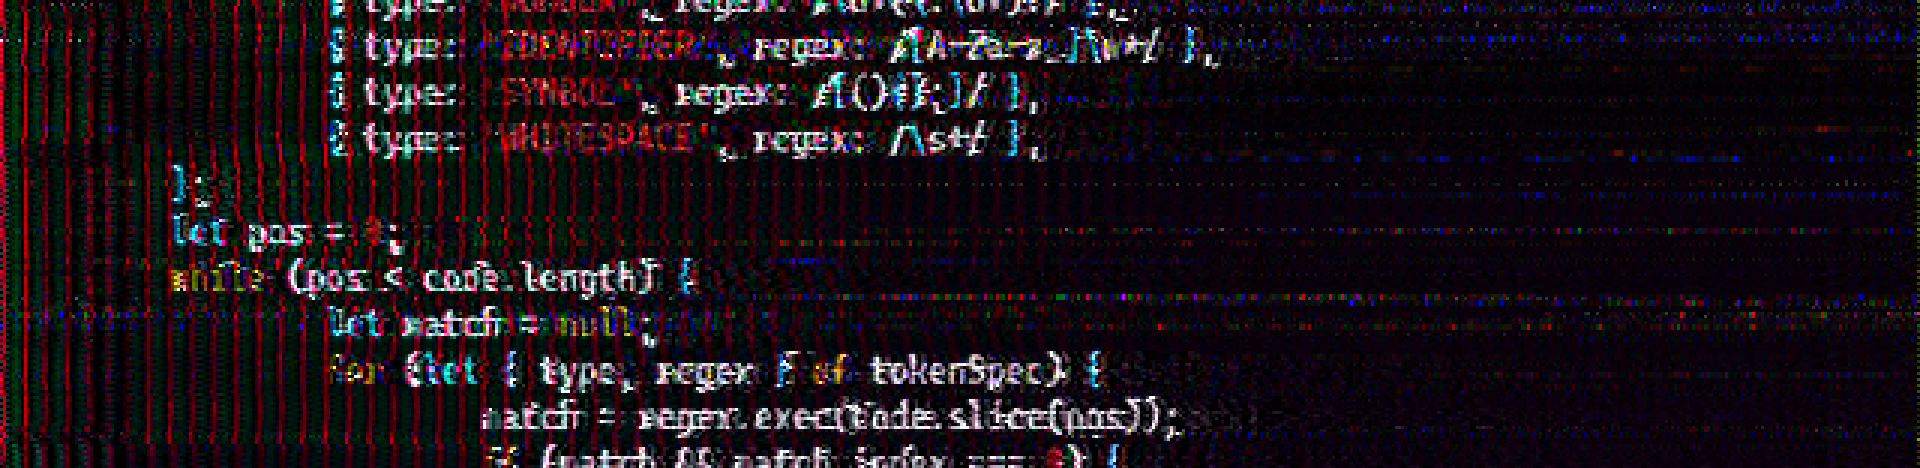 { type: "NUMBER", regex:
{ type: "IDENTIFIER", regex: /[A-Za-z_]\w*/ },
{ type: "SYMBOL", regex: /[(){};,]/ },
{ type: "WHITESPACE", regex: /\s+/ },
];
let pos = 0;
while (pos < code.length) {
let match = null;
for (let { type, regex } of tokenSpec) {
match = regex.exec(code.slice(pos));
if (match && match.index === 0) {